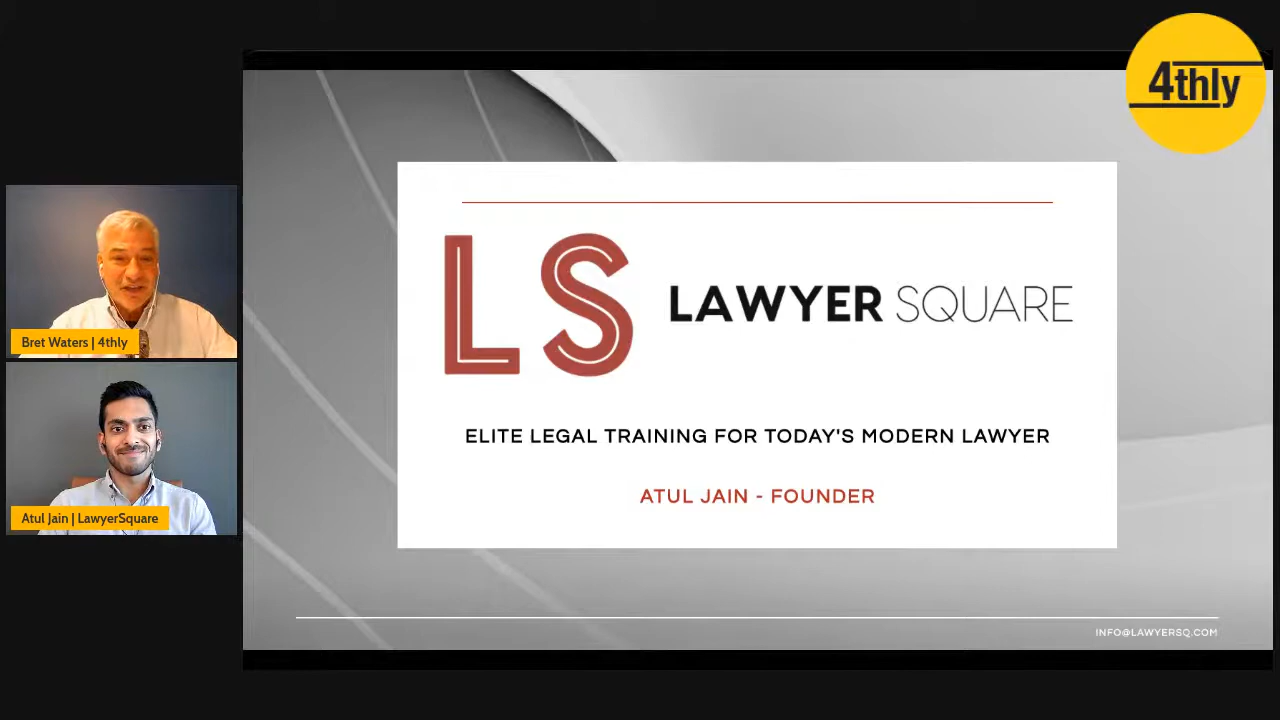 4thly
LS
LAWYER SQUARE
ELITE LEGAL TRAINING FOR TODAY'S MODERN LAWYER
ATUL JAIN - FOUNDER
INFO@LAWYERSQ.COM
Bret Waters | 4thly
Atul Jain | LawyerSquare